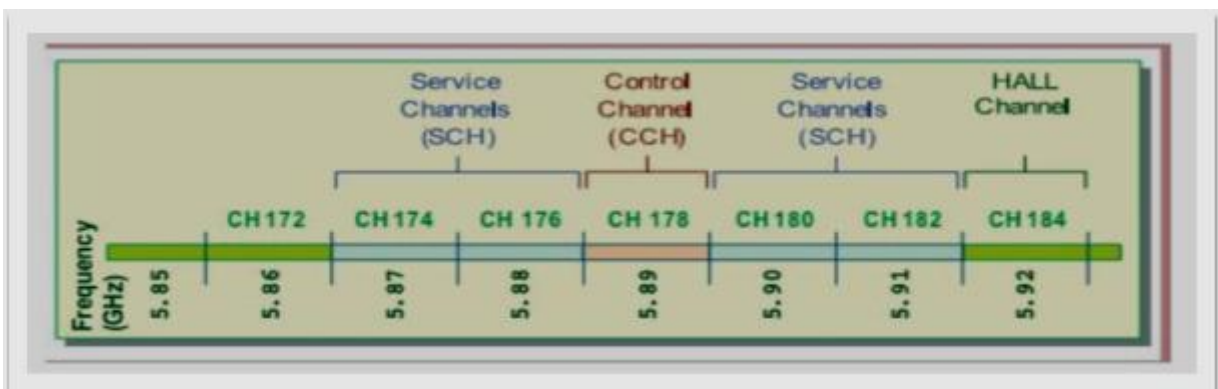 Service
Channels
(SCH)
Control
Channel
(CCH)
Service
Channels
(SCH)
HALL
Channel
CH 172
CH 174
CH 176
CH 178
CH 180
CH 182
CH 184
Frequency
(GHz)
5.85
5.86
5.87
5.88
5.89
5.90
5.91
5.92